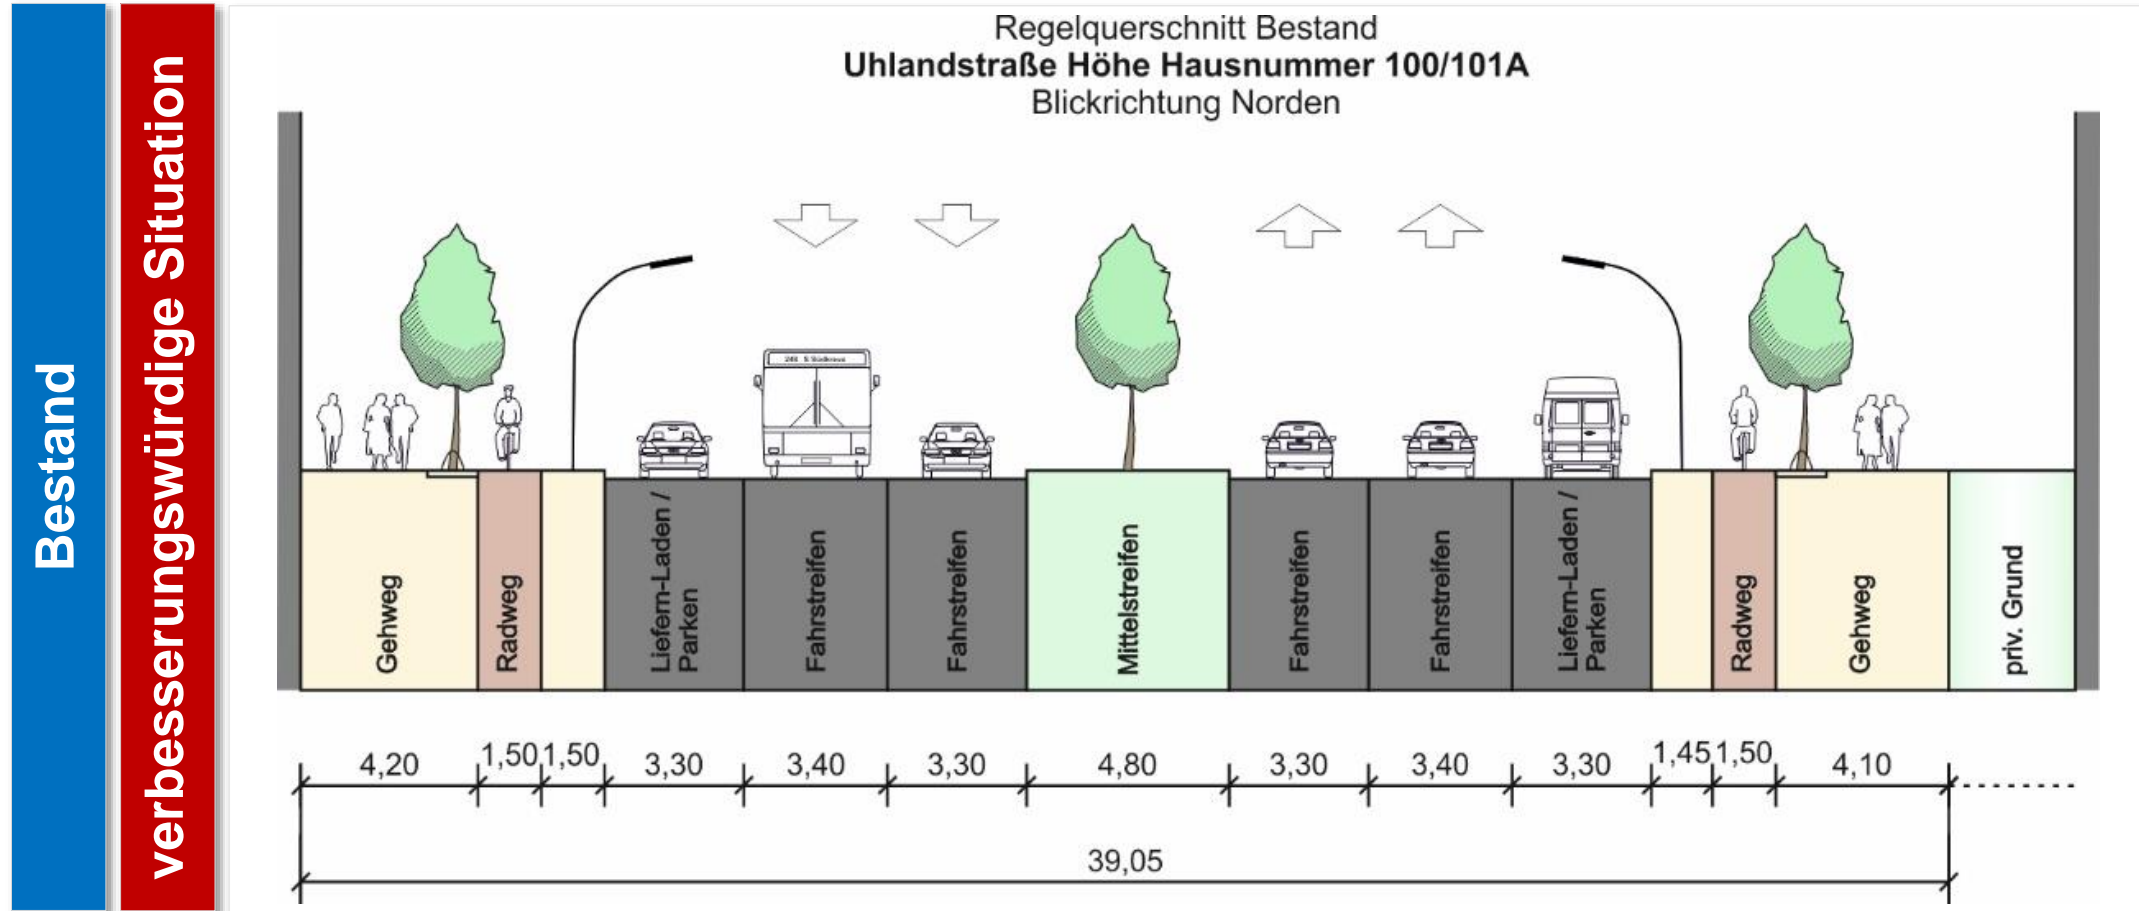 Bestand
verbesserungswürdige Situation
Regelquerschnitt Bestand
Uhlandstraße Höhe Hausnummer 100/101A
Blickrichtung Norden
249 S Südkreuz
Gehweg
Radweg
Liefern-Laden /
Parken
Fahrstreifen
Fahrstreifen
Mittelstreifen
Fahrstreifen
Fahrstreifen
Liefern-Laden /
Parken
Radweg
Gehweg
priv. Grund
4,20 1,50 1,50 3,30 3,40 3,30 4,80 3,30 3,40 3,30 1,45 1,50 4,10
39,05